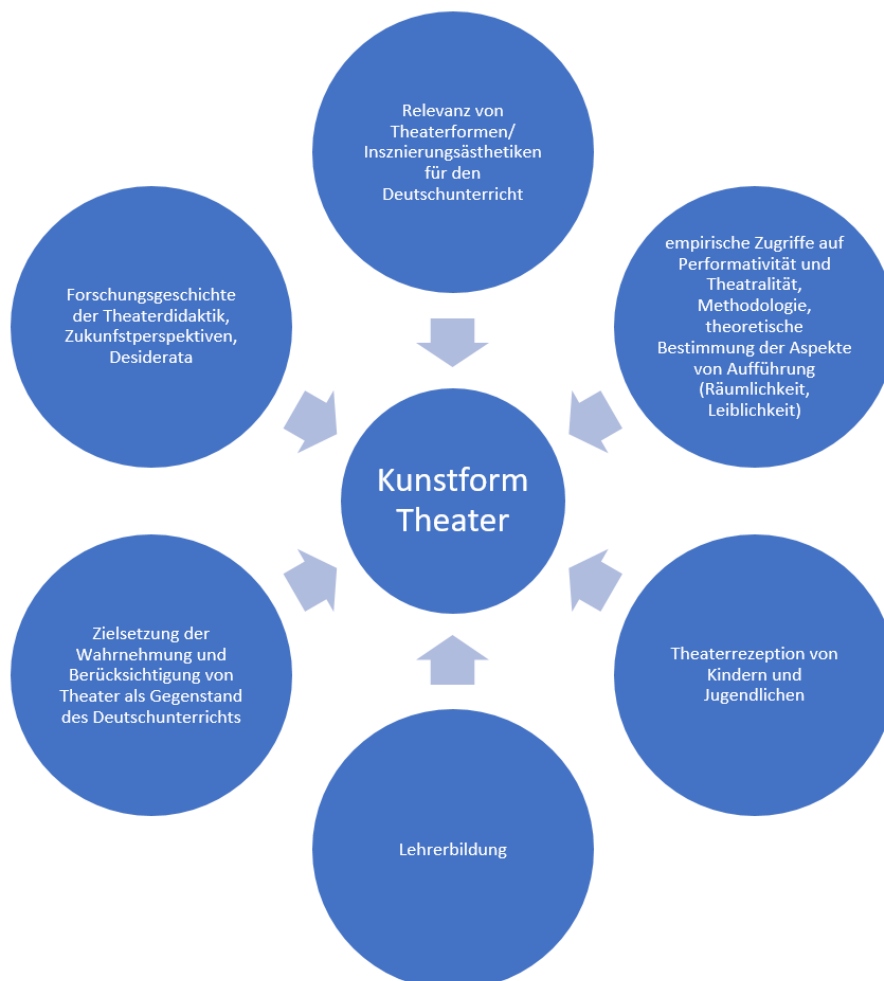 Relevanz von
Theaterformen/
Insznierungsästhetiken
für den
Deutschunterricht
empirische Zugriffe auf
Performativität und
Theatralität,
Methodologie,
theoretische
Bestimmung der Aspekte
von Aufführung
(Räumlichkeit,
Leiblichkeit)
Theaterrezeption von
Kindern und
Jugendlichen
Lehrerbildung
Zielsetzung der
Wahrnehmung und
Berücksichtigung von
Theater als Gegenstand
des Deutschunterrichts
Forschungsgeschichte
der Theaterdidaktik,
Zukunfstperspektiven,
Desiderata
Kunstform
Theater